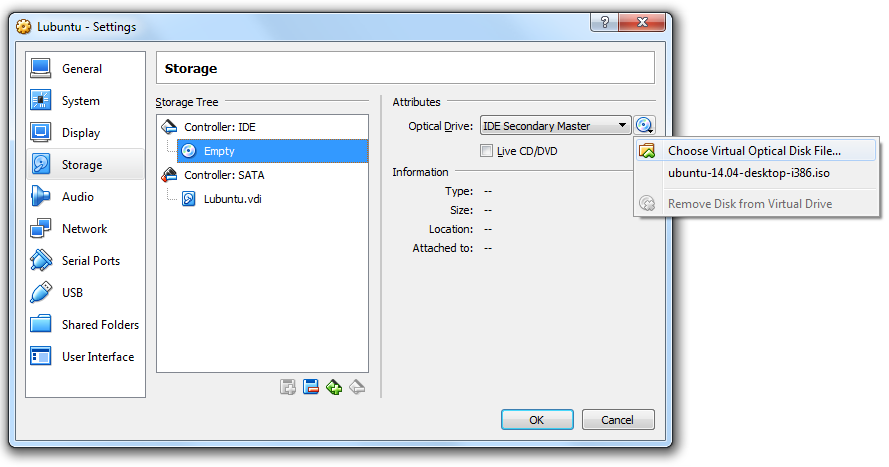 Lubuntu - Settings
?
General
System
Display
Storage
Audio
Network
Serial Ports
USB
Shared Folders
User Interface
Storage
Storage Tree
Controller: IDE
Empty
Controller: SATA
Lubuntu.vdi
Attributes
Optical Drive: IDE Secondary Master
Live CD/DVD
Information
Type: --
Size: --
Location: --
Attached to: --
Choose Virtual Optical Disk File...
ubuntu-14.04-desktop-i386.iso
Remove Disk from Virtual Drive
OK Cancel